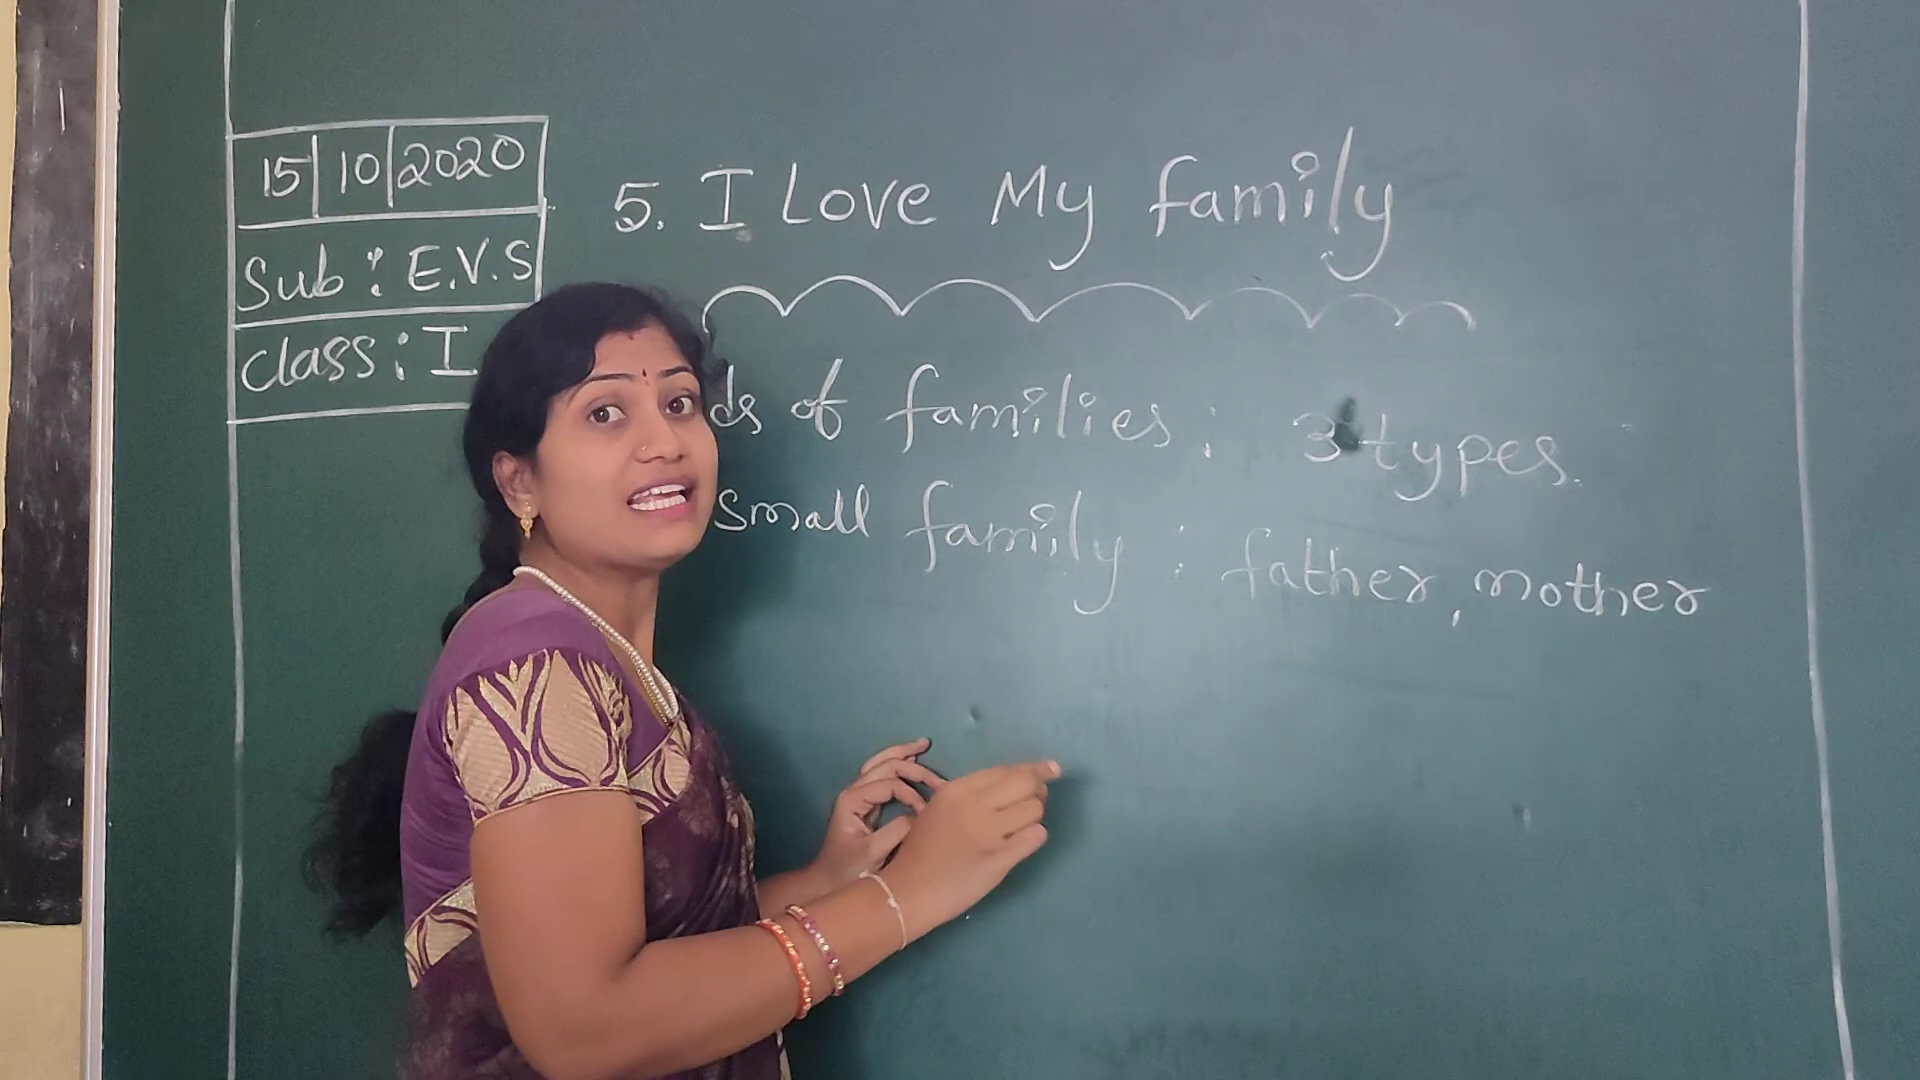 15|10|2020
Sub: E.V.S
Class: I
5. I Love My family
ds of families: 3 types.
Small family: father, mother